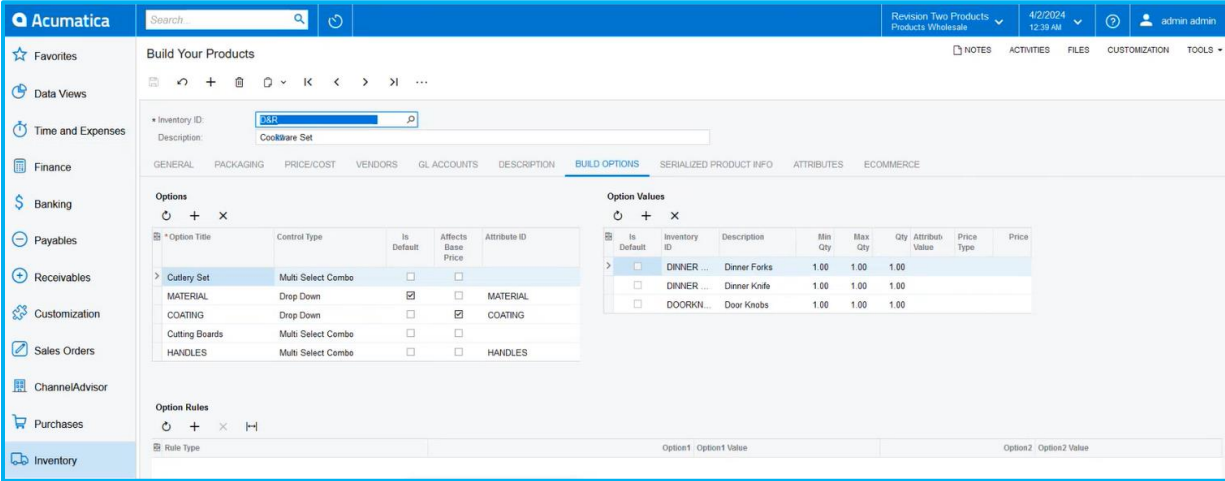 Acumatica
Search...
Revision Two Products
Products Wholesale
4/2/2024
12:39 AM
admin admin
Favorites
Data Views
Time and Expenses
Finance
Banking
Payables
Receivables
Customization
Sales Orders
ChannelAdvisor
Purchases
Inventory
Build Your Products
NOTES ACTIVITIES FILES CUSTOMIZATION TOOLS
* Inventory ID: D&R
Description: Cookware Set
GENERAL PACKAGING PRICE/COST VENDORS GL ACCOUNTS DESCRIPTION BUILD OPTIONS SERIALIZED PRODUCT INFO ATTRIBUTES ECOMMERCE
Options
* Option Title Control Type Is Default Affects Base Price Attribute ID
Cutlery Set Multi Select Combo
MATERIAL Drop Down MATERIAL
COATING Drop Down COATING
Cutting Boards Multi Select Combo
HANDLES Multi Select Combo HANDLES
Option Values
Is Default Inventory ID Description Min Qty Max Qty Qty Attribut Value Price Type Price
DINNER ... Dinner Forks 1.00 1.00 1.00
DINNER ... Dinner Knife 1.00 1.00 1.00
DOORKN... Door Knobs 1.00 1.00 1.00
Option Rules
Rule Type Option1 Option1 Value Option2 Option2 Value